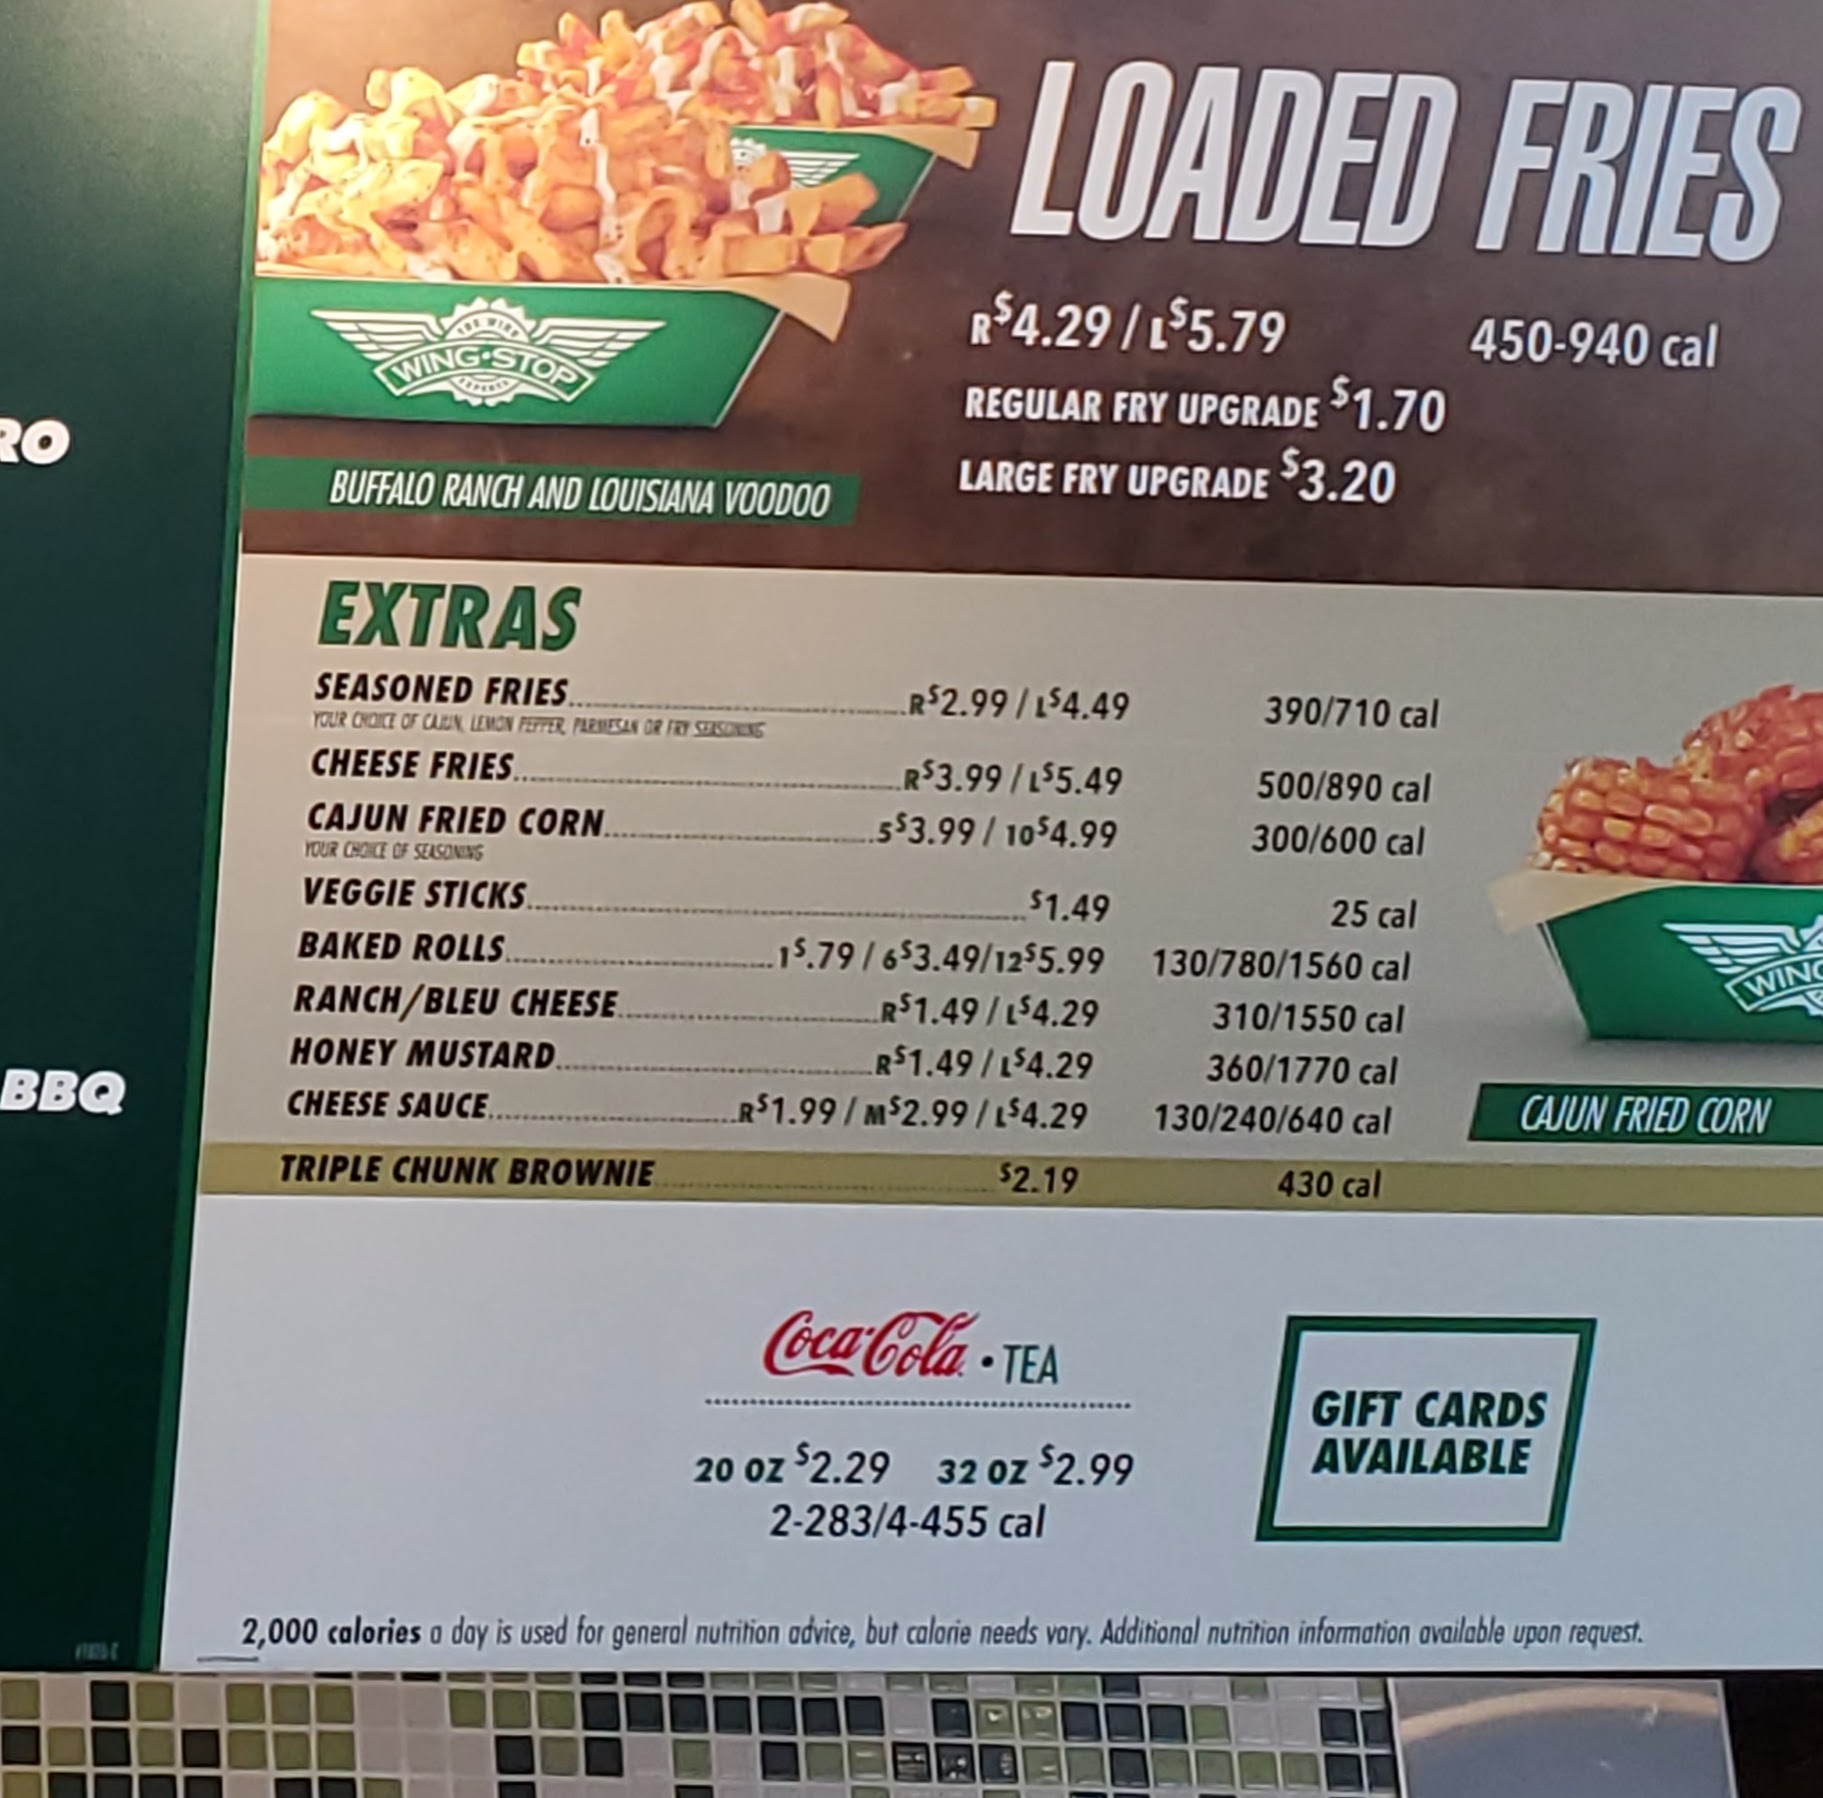 LOADED FRIES
R$4.29 / L$5.79 450-940 cal
REGULAR FRY UPGRADE $1.70
LARGE FRY UPGRADE $3.20
THE WING
WING·STOP
EXPERTS
BUFFALO RANCH AND LOUISIANA VOODOO
RO
BBQ
EXTRAS
SEASONED FRIES R$2.99 / L$4.49 390/710 cal
YOUR CHOICE OF CAJUN, LEMON PEPPER, PARMESAN OR FRY SEASONING
CHEESE FRIES R$3.99 / L$5.49 500/890 cal
CAJUN FRIED CORN 5$3.99 / 10$4.99 300/600 cal
YOUR CHOICE OF SEASONING
VEGGIE STICKS $1.49 25 cal
BAKED ROLLS 1$.79 / 6$3.49/12$5.99 130/780/1560 cal
RANCH/BLEU CHEESE R$1.49 / L$4.29 310/1550 cal
HONEY MUSTARD R$1.49 / L$4.29 360/1770 cal
CHEESE SAUCE R$1.99 / M$2.99 / L$4.29 130/240/640 cal
TRIPLE CHUNK BROWNIE $2.19 430 cal
WING
CAJUN FRIED CORN
Coca-Cola · TEA
20 OZ $2.29 32 OZ $2.99
2-283/4-455 cal
GIFT CARDS
AVAILABLE
2,000 calories a day is used for general nutrition advice, but calorie needs vary. Additional nutrition information available upon request.